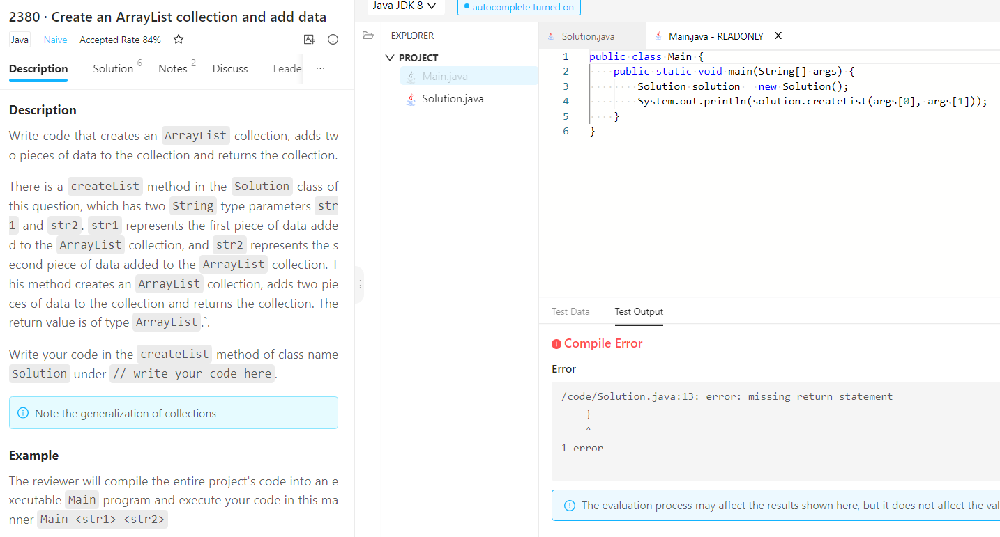 2380 · Create an ArrayList collection and add data
Java Naive Accepted Rate 84%
Description Solution 6 Notes 2 Discuss Leade ...
Description
Write code that creates an ArrayList collection, adds tw
o pieces of data to the collection and returns the collection.
There is a createList method in the Solution class of
this question, which has two String type parameters str
1 and str2. str1 represents the first piece of data adde
d to the ArrayList collection, and str2 represents the s
econd piece of data added to the ArrayList collection. T
his method creates an ArrayList collection, adds two pie
ces of data to the collection and returns the collection. The
return value is of type ArrayList.`.
Write your code in the createList method of class name
Solution under // write your code here.
Note the generalization of collections
Example
The reviewer will compile the entire project's code into an e
xecutable Main program and execute your code in this ma
nner Main <str1> <str2>
Java JDK 8 autocomplete turned on
EXPLORER
PROJECT
Main.java
Solution.java
Solution.java Main.java - READONLY X
1 public class Main {
2 public static void main(String[] args) {
3 Solution solution = new Solution();
4 System.out.println(solution.createList(args[0], args[1]));
5 }
6 }
Test Data Test Output
Compile Error
Error
/code/Solution.java:13: error: missing return statement
}
^
1 error
The evaluation process may affect the results shown here, but it does not affect the val